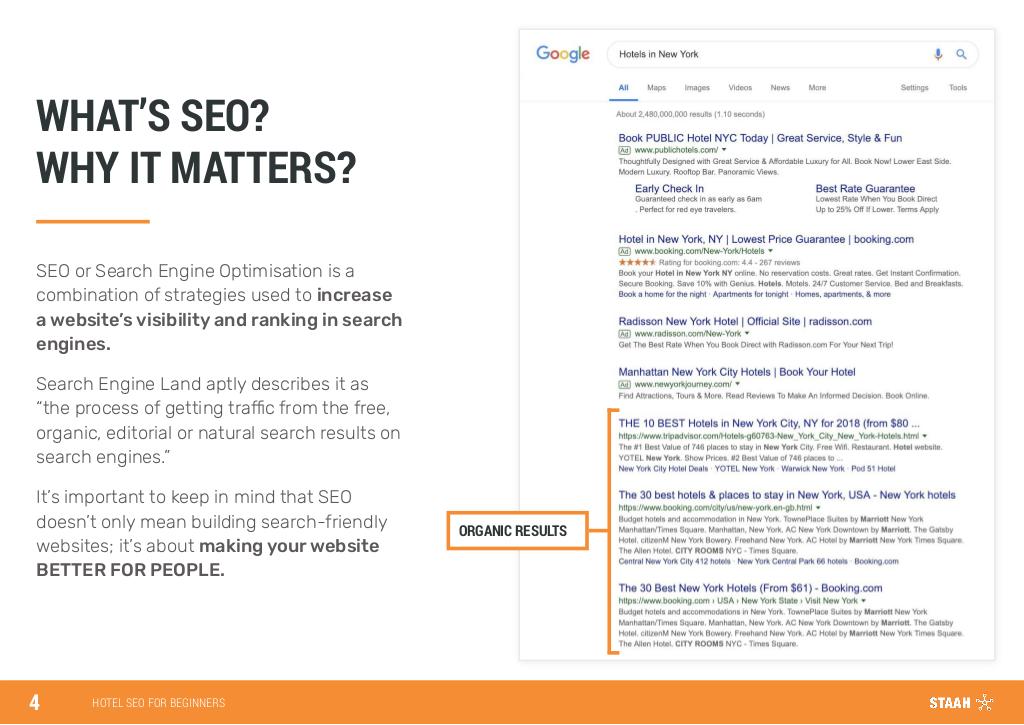 WHAT'S SEO?
WHY IT MATTERS?
SEO or Search Engine Optimisation is a
combination of strategies used to increase
a website's visibility and ranking in search
engines.
Search Engine Land aptly describes it as
“the process of getting traffic from the free,
organic, editorial or natural search results on
search engines.”
It's important to keep in mind that SEO
doesn't only mean building search-friendly
websites; it's about making your website
BETTER FOR PEOPLE.
ORGANIC RESULTS
Google
Hotels in New York
All Maps Images Videos News More Settings Tools
About 2,480,000,000 results (1.10 seconds)
Book PUBLIC Hotel NYC Today | Great Service, Style & Fun
Ad www.publichotels.com/
Thoughtfully Designed with Great Service & Affordable Luxury for All. Book Now! Lower East Side.
Modern Luxury. Rooftop Bar. Panoramic Views.
Early Check In Best Rate Guarantee
Guaranteed check in as early as 6am Lowest Rate When You Book Direct
. Perfect for red eye travelers. Up to 25% Off If Lower. Terms Apply
Hotel in New York, NY | Lowest Price Guarantee | booking.com
Ad www.booking.com/New-York/Hotels
Rating for booking.com: 4.4 - 267 reviews
Book your Hotel in New York NY online. No reservation costs. Great rates. Get Instant Confirmation.
Secure Booking. Save 10% with Genius. Hotels. Motels. 24/7 Customer Service. Bed and Breakfasts.
Book a home for the night · Apartments for tonight · Homes, apartments, & more
Radisson New York Hotel | Official Site | radisson.com
Ad www.radisson.com/New-York
Get The Best Rate When You Book Direct with Radisson.com For Your Next Trip!
Manhattan New York City Hotels | Book Your Hotel
Ad www.newyorkjourney.com/
Find Attractions, Tours & More. Read Reviews To Make An Informed Decision. Book Online.
THE 10 BEST Hotels in New York City, NY for 2018 (from $80 ...
https://www.tripadvisor.com/Hotels-g60763-New_York_City_New_York-Hotels.html
The #1 Best Value of 746 places to stay in New York City. Free Wifi. Restaurant. Hotel website.
YOTEL New York. Show Prices. #2 Best Value of 746 places to ...
New York City Hotel Deals · YOTEL New York · Warwick New York · Pod 51 Hotel
The 30 best hotels & places to stay in New York, USA - New York hotels
https://www.booking.com/city/us/new-york.en-gb.html
Budget hotels and accommodation in New York. TownePlace Suites by Marriott New York
Manhattan/Times Square. Manhattan, New York. AC New York Downtown by Marriott. The Gatsby
Hotel. citizenM New York Bowery. Freehand New York. AC Hotel by Marriott New York Times Square.
The Allen Hotel. CITY ROOMS NYC - Times Square.
Central New York City 412 hotels · New York Central Park 66 hotels · Booking.com
The 30 Best New York Hotels (From $61) - Booking.com
https://www.booking.com › USA › New York State › Visit New York
Budget hotels and accommodations in New York. TownePlace Suites by Marriott New York
Manhattan/Times Square. Manhattan, New York. AC New York Downtown by Marriott. The Gatsby
Hotel. citizenM New York Bowery. Freehand New York. AC Hotel by Marriott New York Times Square.
The Allen Hotel. CITY ROOMS NYC - Times Square.
4 HOTEL SEO FOR BEGINNERS STAAH